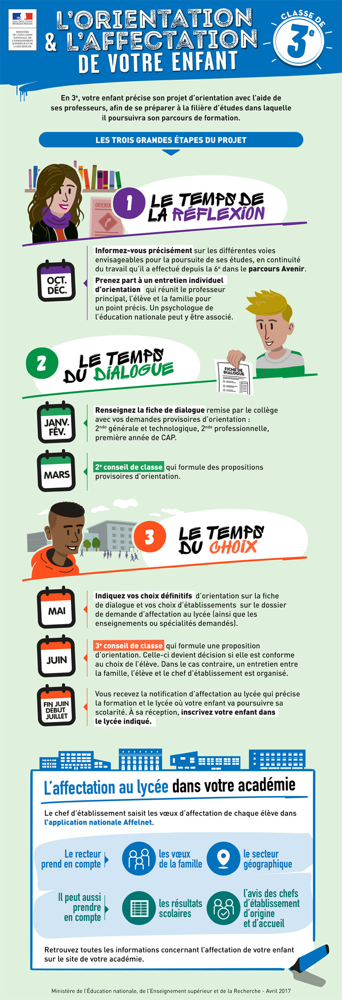 Liberté • Égalité • Fraternité
RÉPUBLIQUE FRANÇAISE
MINISTÈRE
DE L'ÉDUCATION
NATIONALE, DE
L'ENSEIGNEMENT
SUPÉRIEUR ET DE
LA RECHERCHE
L'ORIENTATION
& L'AFFECTATION
DE VOTRE ENFANT
CLASSE DE
3e
En 3e, votre enfant précise son projet d'orientation avec l'aide de
ses professeurs, afin de se préparer à la filière d'études dans laquelle
il poursuivra son parcours de formation.
LES TROIS GRANDES ÉTAPES DU PROJET
ORIENTA
1
LE TEMPS DE
LA RÉFLEXION
OCT.
DÉC.
Informez-vous précisément sur les différentes voies
envisageables pour la poursuite de ses études, en continuité
du travail qu'il a effectué depuis la 6e dans le parcours Avenir.
Prenez part à un entretien individuel
d'orientation qui réunit le professeur
principal, l'élève et la famille pour
un point précis. Un psychologue de
l'éducation nationale peut y être associé.
2
LE TEMPS
DU DIALOGUE
FICHE DE
DIALOGUE
JANV.
FÉV.
Renseignez la fiche de dialogue remise par le collège
avec vos demandes provisoires d'orientation :
2nde générale et technologique, 2nde professionnelle,
première année de CAP.
MARS
2e conseil de classe qui formule des propositions
provisoires d'orientation.
3
LE TEMPS
DU CHOIX
MAI
Indiquez vos choix définitifs d'orientation sur la fiche
de dialogue et vos choix d'établissements sur le dossier
de demande d'affectation au lycée (ainsi que les
enseignements ou spécialités demandés).
JUIN
3e conseil de classe qui formule une proposition
d'orientation. Celle-ci devient décision si elle est conforme
au choix de l'élève. Dans le cas contraire, un entretien entre
la famille, l'élève et le chef d'établissement est organisé.
FIN JUIN
DÉBUT
JUILLET
Vous recevez la notification d'affectation au lycée qui précise
la formation et le lycée où votre enfant va poursuivre sa
scolarité. À sa réception, inscrivez votre enfant dans
le lycée indiqué.
L'affectation au lycée dans votre académie
Le chef d'établissement saisit les vœux d'affectation de chaque élève dans
l'application nationale Affelnet.
Le recteur
prend en compte
les vœux
de la famille
le secteur
géographique
Il peut aussi
prendre
en compte
les résultats
scolaires
l'avis des chefs
d'établissement
d'origine
et d'accueil
Retrouvez toutes les informations concernant l'affectation de votre enfant
sur le site de votre académie.
Ministère de l'Éducation nationale, de l'Enseignement supérieur et de la Recherche - Avril 2017